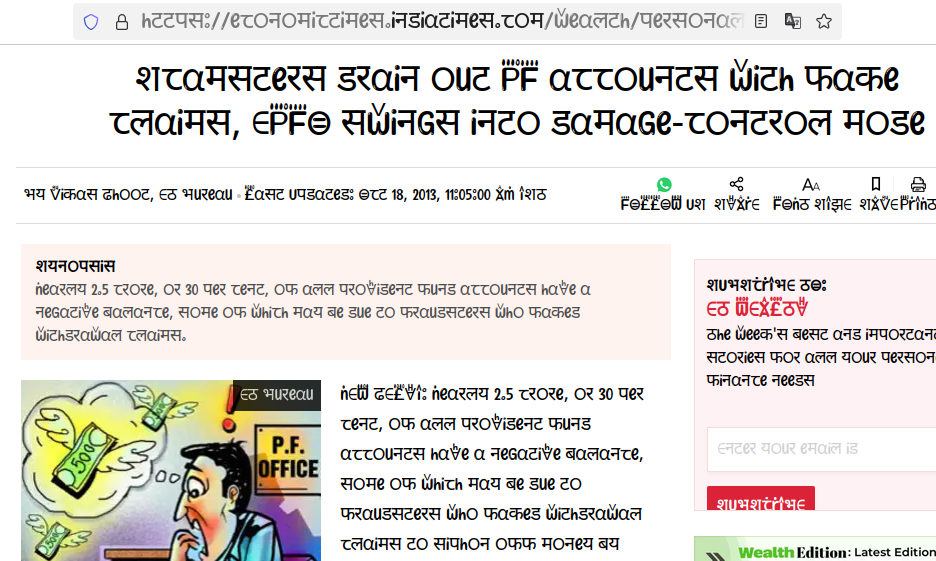 https://economictimes.indiatimes.com/wealth/personal
Scamsters drain out PF accounts with fake
claims, EPFO swings into damage-control mode
By Vikas Dhoot, ET Bureau • Last Updated: Oct 18, 2013, 11:05:00 AM IST
FOLLOW US SHARE FONT SIZE SAVE PRINT
Synopsis
Nearly 2.5 crore, or 30 per cent, of all provident fund accounts have a
negative balance, some of which may be due to fraudsters who faked
withdrawal claims.
ET Bureau
P.F.
OFFICE
500
500
NEW DELHI: Nearly 2.5 crore, or 30 per
cent, of all provident fund
accounts have a negative balance,
some of which may be due to
fraudsters who faked withdrawal
claims to siphon off money by
SUBSCRIBE TO:
ET WEALTH
The Week's best and important
stories for all your person
finance needs
Enter your email id
SUBSCRIBE
Wealth Edition: Latest Edition